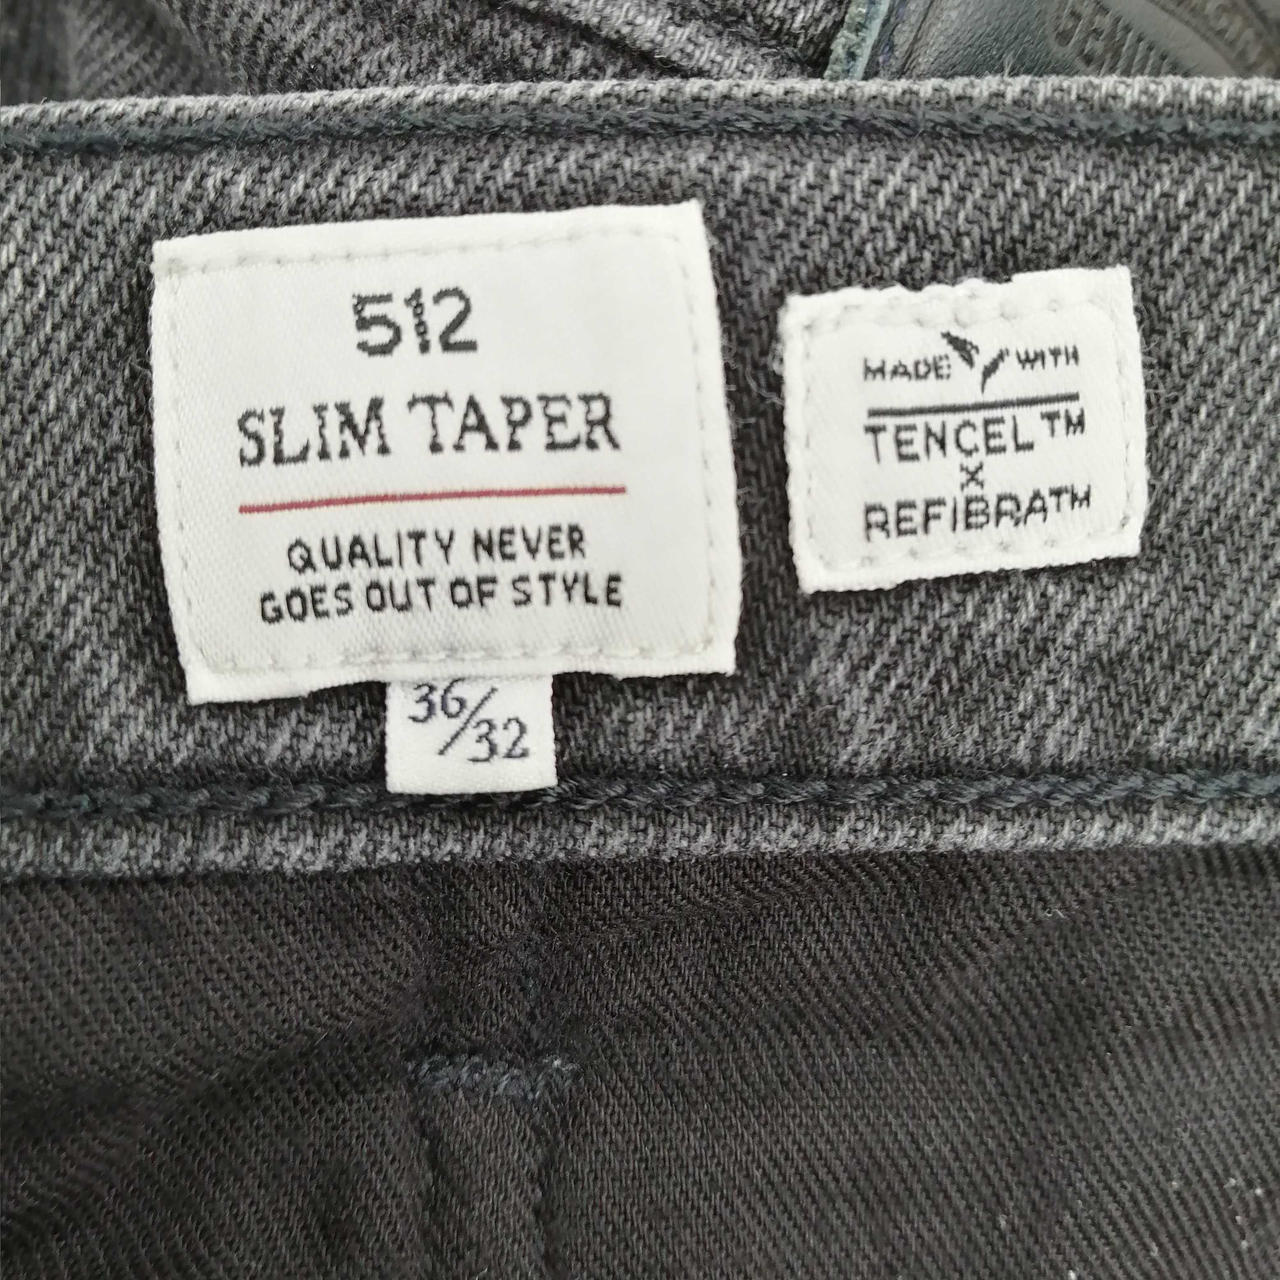 512
SLIM TAPER
QUALITY NEVER
GOES OUT OF STYLE
36/32
MADE WITH
TENCEL™
X
REFIBRA™